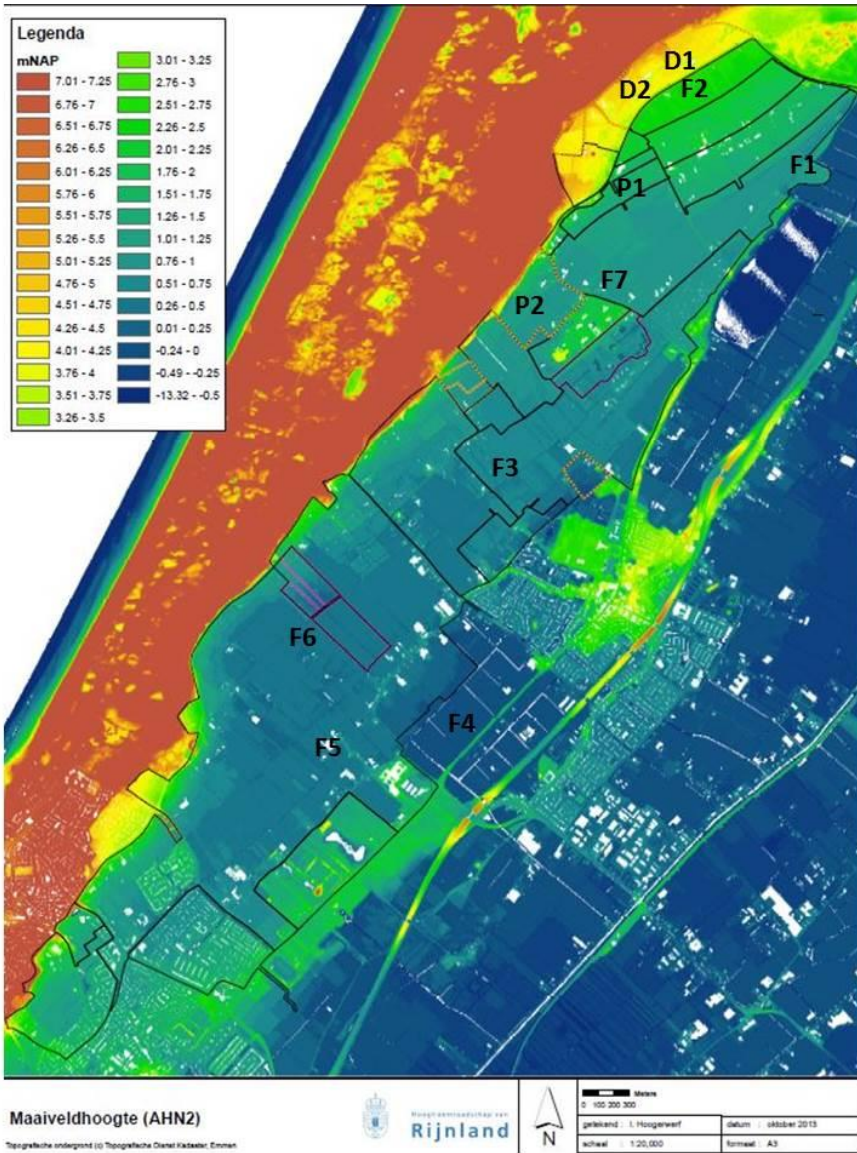 Legenda
mNAP
7.01 - 7.25
6.76 - 7
6.51 - 6.75
6.26 - 6.5
6.01 - 6.25
5.76 - 6
5.51 - 5.75
5.26 - 5.5
5.01 - 5.25
4.76 - 5
4.51 - 4.75
4.26 - 4.5
4.01 - 4.25
3.76 - 4
3.51 - 3.75
3.26 - 3.5
3.01 - 3.25
2.76 - 3
2.51 - 2.75
2.26 - 2.5
2.01 - 2.25
1.76 - 2
1.51 - 1.75
1.26 - 1.5
1.01 - 1.25
0.76 - 1
0.51 - 0.75
0.26 - 0.5
0.01 - 0.25
-0.24 - 0
-0.49 - -0.25
-13.32 - -0.5
D1
D2
F2
F1
P1
F7
P2
F3
F6
F4
F5
Maaiveldhoogte (AHN2)
Topografische ondergrond (c) Topografische Dienst Kadaster, Emmen
Hoogheemraadschap van
Rijnland
N
Meters
0 100 200 300
getekend : I. Hoogerwerf
datum : oktober 2013
schaal : 1:20,000
formaat : A3